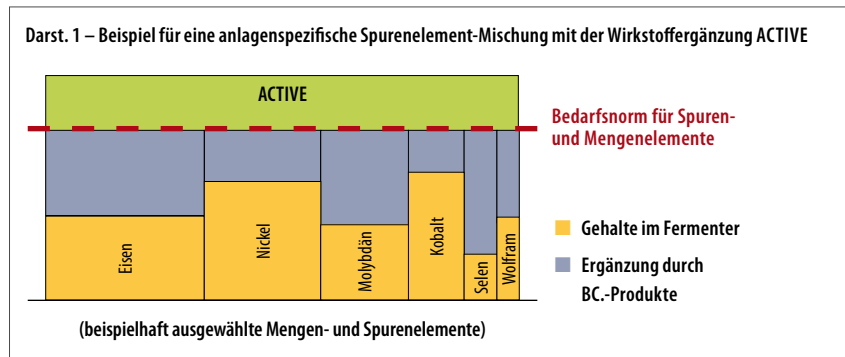 Darst. 1 – Beispiel für eine anlagenspezifische Spurenelement-Mischung mit der Wirkstoffergänzung ACTIVE
ACTIVE
Bedarfsnorm für Spuren-
und Mengenelemente
Eisen
Nickel
Molybdän
Kobalt
Selen
Wolfram
Gehalte im Fermenter
Ergänzung durch
BC.-Produkte
(beispielhaft ausgewählte Mengen- und Spurenelemente)